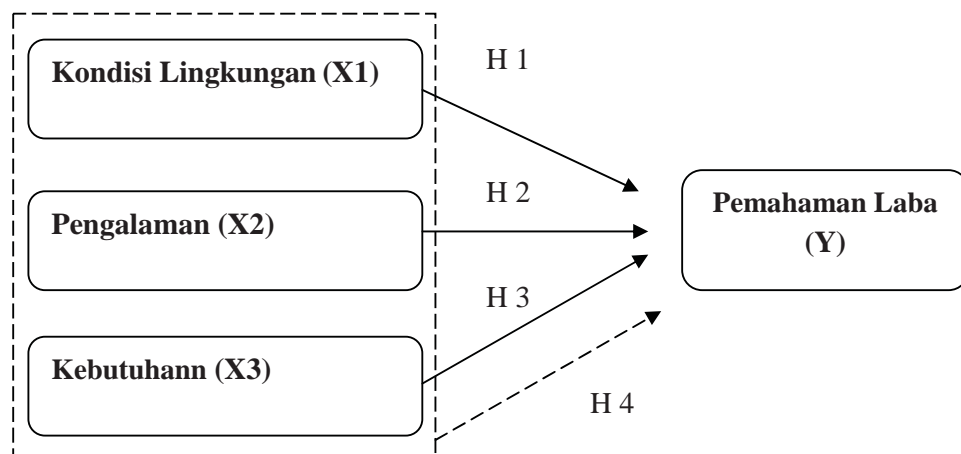 Kondisi Lingkungan (X1)
H 1
Pengalaman (X2)
H 2
Pemahaman Laba
(Y)
H 3
Kebutuhann (X3)
H 4